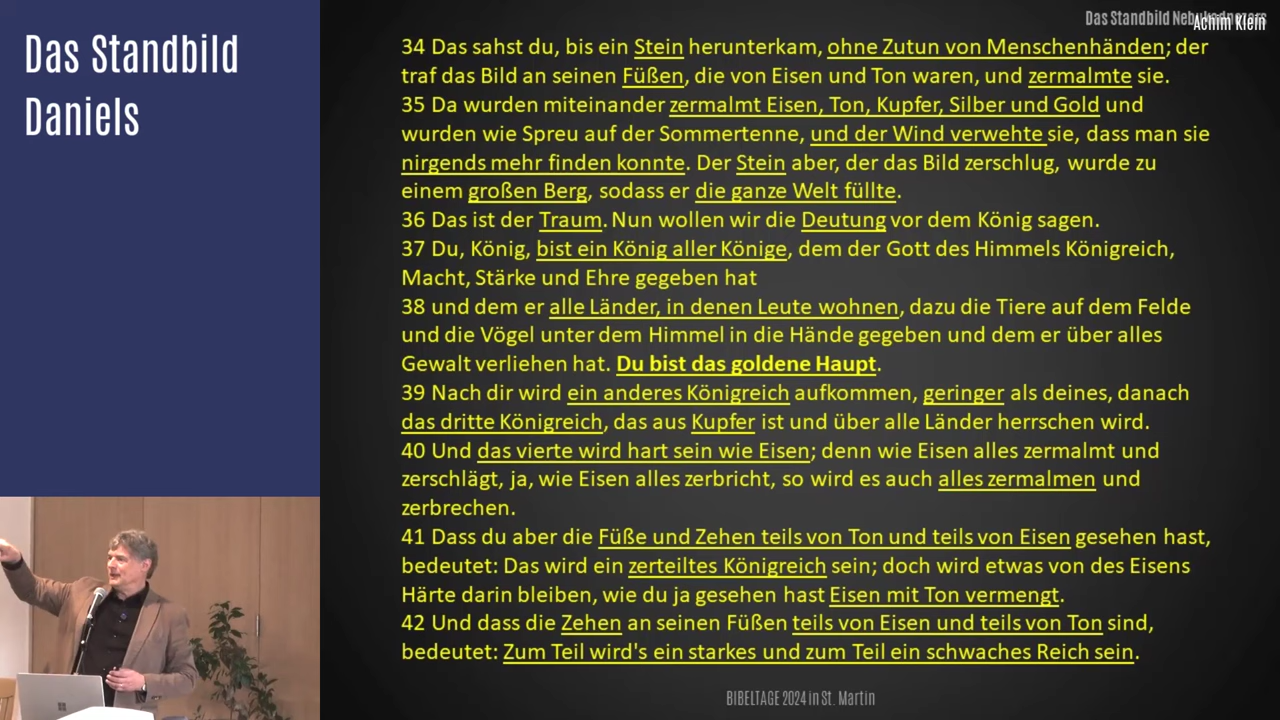 Das Standbild
Daniels
Das Standbild Nebukadnezars
Achim Klein
34 Das sahst du, bis ein Stein herunterkam, ohne Zutun von Menschenhänden; der
traf das Bild an seinen Füßen, die von Eisen und Ton waren, und zermalmte sie.
35 Da wurden miteinander zermalmt Eisen, Ton, Kupfer, Silber und Gold und
wurden wie Spreu auf der Sommertenne, und der Wind verwehte sie, dass man sie
nirgends mehr finden konnte. Der Stein aber, der das Bild zerschlug, wurde zu
einem großen Berg, sodass er die ganze Welt füllte.
36 Das ist der Traum. Nun wollen wir die Deutung vor dem König sagen.
37 Du, König, bist ein König aller Könige, dem der Gott des Himmels Königreich,
Macht, Stärke und Ehre gegeben hat
38 und dem er alle Länder, in denen Leute wohnen, dazu die Tiere auf dem Felde
und die Vögel unter dem Himmel in die Hände gegeben und dem er über alles
Gewalt verliehen hat. Du bist das goldene Haupt.
39 Nach dir wird ein anderes Königreich aufkommen, geringer als deines, danach
das dritte Königreich, das aus Kupfer ist und über alle Länder herrschen wird.
40 Und das vierte wird hart sein wie Eisen; denn wie Eisen alles zermalmt und
zerschlägt, ja, wie Eisen alles zerbricht, so wird es auch alles zermalmen und
zerbrechen.
41 Dass du aber die Füße und Zehen teils von Ton und teils von Eisen gesehen hast,
bedeutet: Das wird ein zerteiltes Königreich sein; doch wird etwas von des Eisens
Härte darin bleiben, wie du ja gesehen hast Eisen mit Ton vermengt.
42 Und dass die Zehen an seinen Füßen teils von Eisen und teils von Ton sind,
bedeutet: Zum Teil wird's ein starkes und zum Teil ein schwaches Reich sein.
BIBELTAGE 2024 in St. Martin